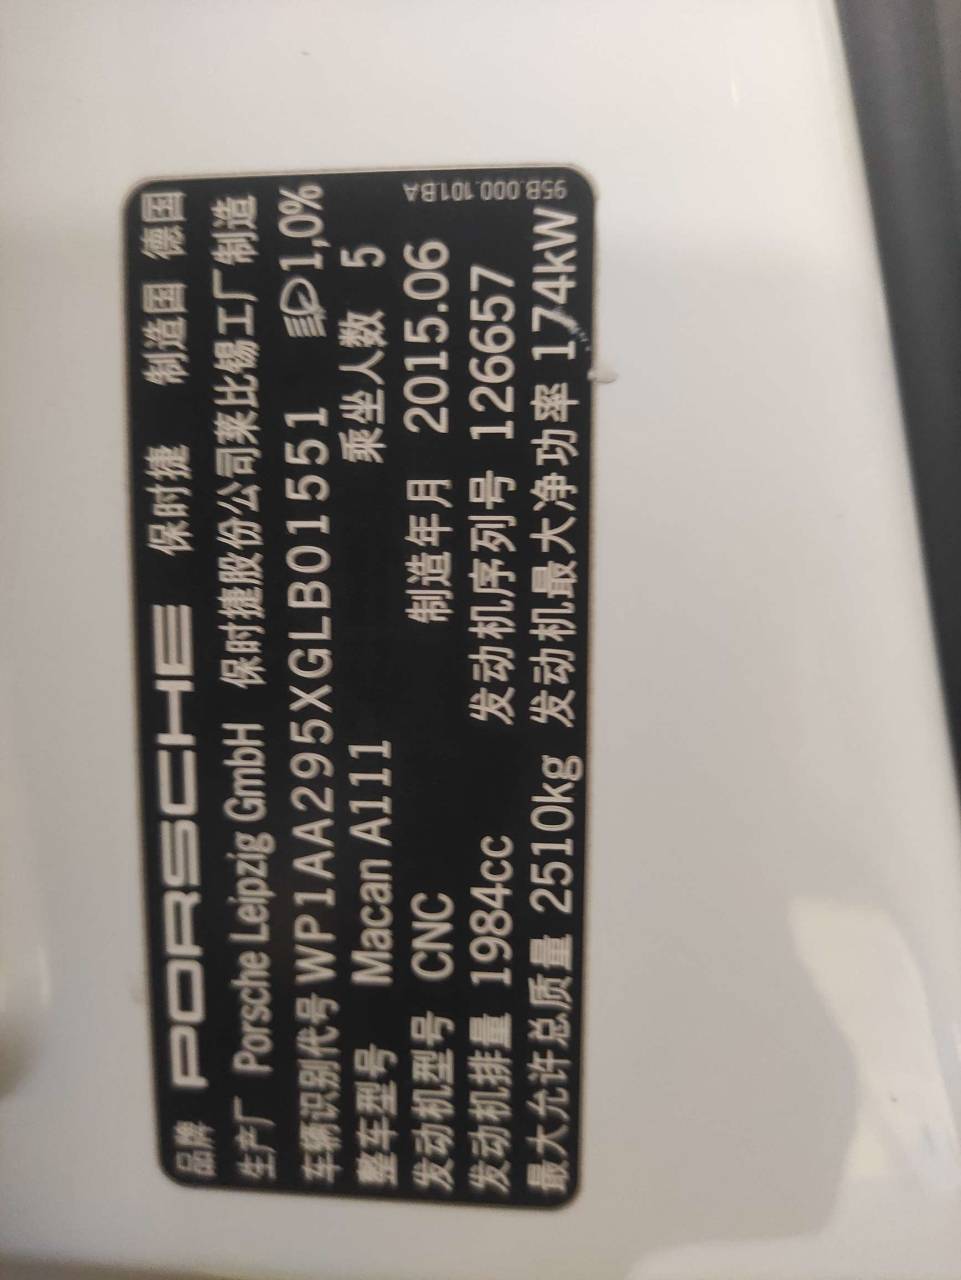 品牌 PORSCHE 保时捷 制造国 德国
生产厂 Porsche Leipzig GmbH 保时捷股份公司莱比锡工厂制造
车辆识别代号 WP1AA295XGLB01551 1,0%
整车型号 Macan A111 乘坐人数 5
发动机型号 CNC 制造年月 2015.06
发动机排量 1984cc 发动机序列号 126657
最大允许总质量 2510kg 发动机最大净功率 174kW
95B.000.101.BA